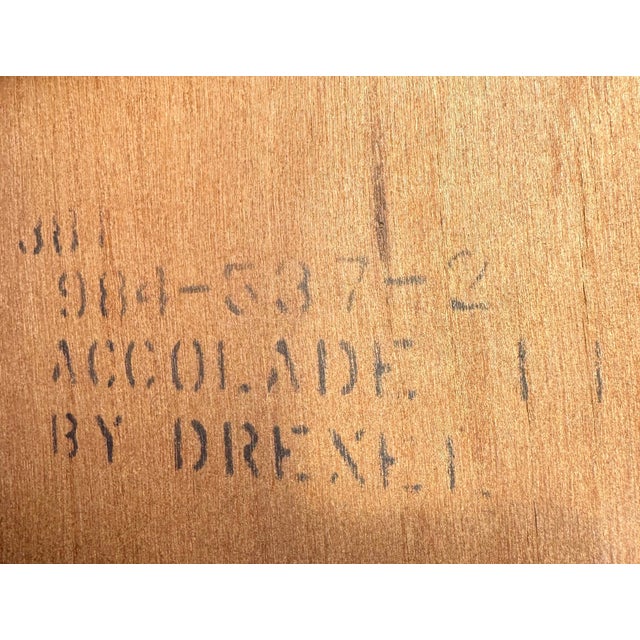 984-537-2
ACCOLADE II
BY DREXEL